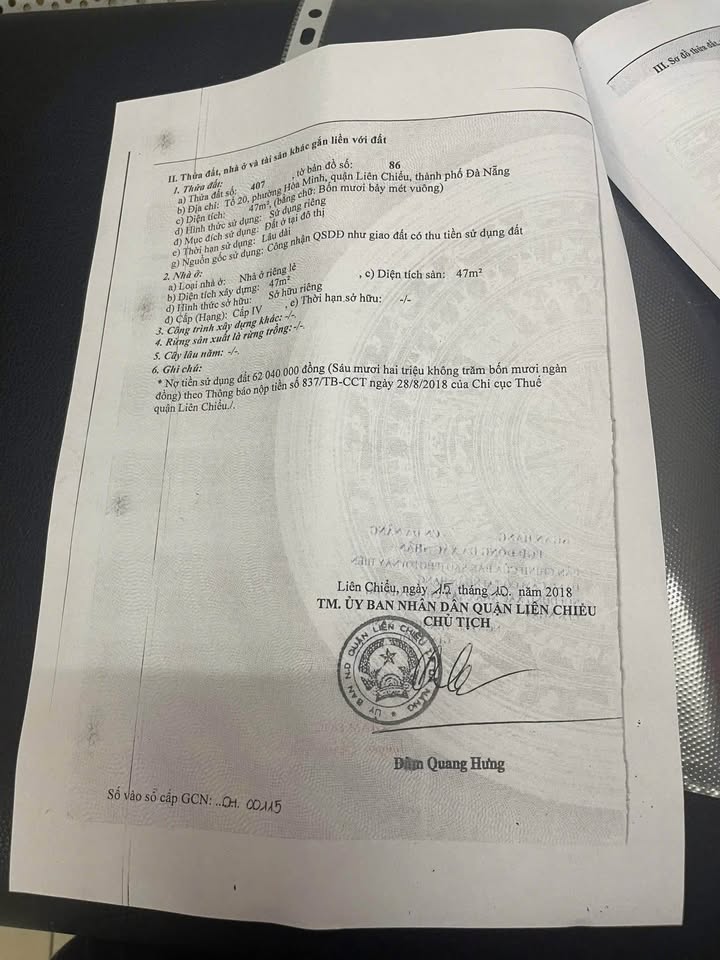 II. Thửa đất, nhà ở và tài sản khác gắn liền với đất
1. Thửa đất:
a) Thửa đất số: 407 , tờ bản đồ số: 86
b) Địa chỉ: Tổ 20, phường Hòa Minh, quận Liên Chiểu, thành phố Đà Nẵng
c) Diện tích: 47m², (bằng chữ: Bốn mươi bảy mét vuông)
d) Hình thức sử dụng: Sử dụng riêng
đ) Mục đích sử dụng: Đất ở tại đô thị
e) Thời hạn sử dụng: Lâu dài
g) Nguồn gốc sử dụng: Công nhận QSDĐ như giao đất có thu tiền sử dụng đất
2. Nhà ở:
a) Loại nhà ở: Nhà ở riêng lẻ
b) Diện tích xây dựng: 47m² , c) Diện tích sàn: 47m²
d) Hình thức sở hữu: Sở hữu riêng
đ) Cấp (Hạng): Cấp IV , e) Thời hạn sở hữu: -/-
3. Công trình xây dựng khác: -/-
4. Rừng sản xuất là rừng trồng: -/-
5. Cây lâu năm: -/-
6. Ghi chú:
* Nợ tiền sử dụng đất 62 040 000 đồng (Sáu mươi hai triệu không trăm bốn mươi ngàn
đồng) theo Thông báo nộp tiền số 837/TB-CCT ngày 28/8/2018 của Chi cục Thuế
quận Liên Chiểu./.
Liên Chiểu, ngày 15 tháng 10 năm 2018
TM. ỦY BAN NHÂN DÂN QUẬN LIÊN CHIỂU
CHỦ TỊCH
Đàm Quang Hưng
Số vào sổ cấp GCN: ..CH. 00115
III. Sơ đồ thửa đất,